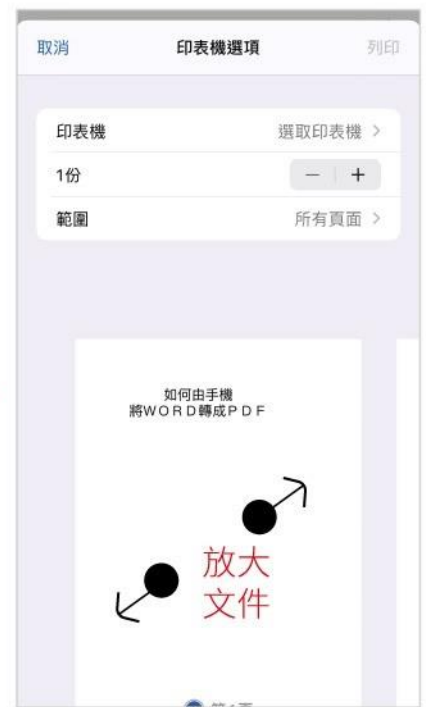 取消 印表機選項 列印
印表機 選取印表機 >
1份 − +
範圍 所有頁面 >
如何由手機
將WORD轉成PDF
放大
文件